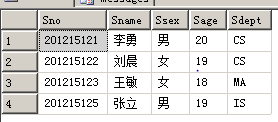 Sno Sname Ssex Sage Sdept
1 201215121 李勇 男 20 CS
2 201215122 刘晨 女 19 CS
3 201215123 王敏 女 18 MA
4 201215125 张立 男 19 IS